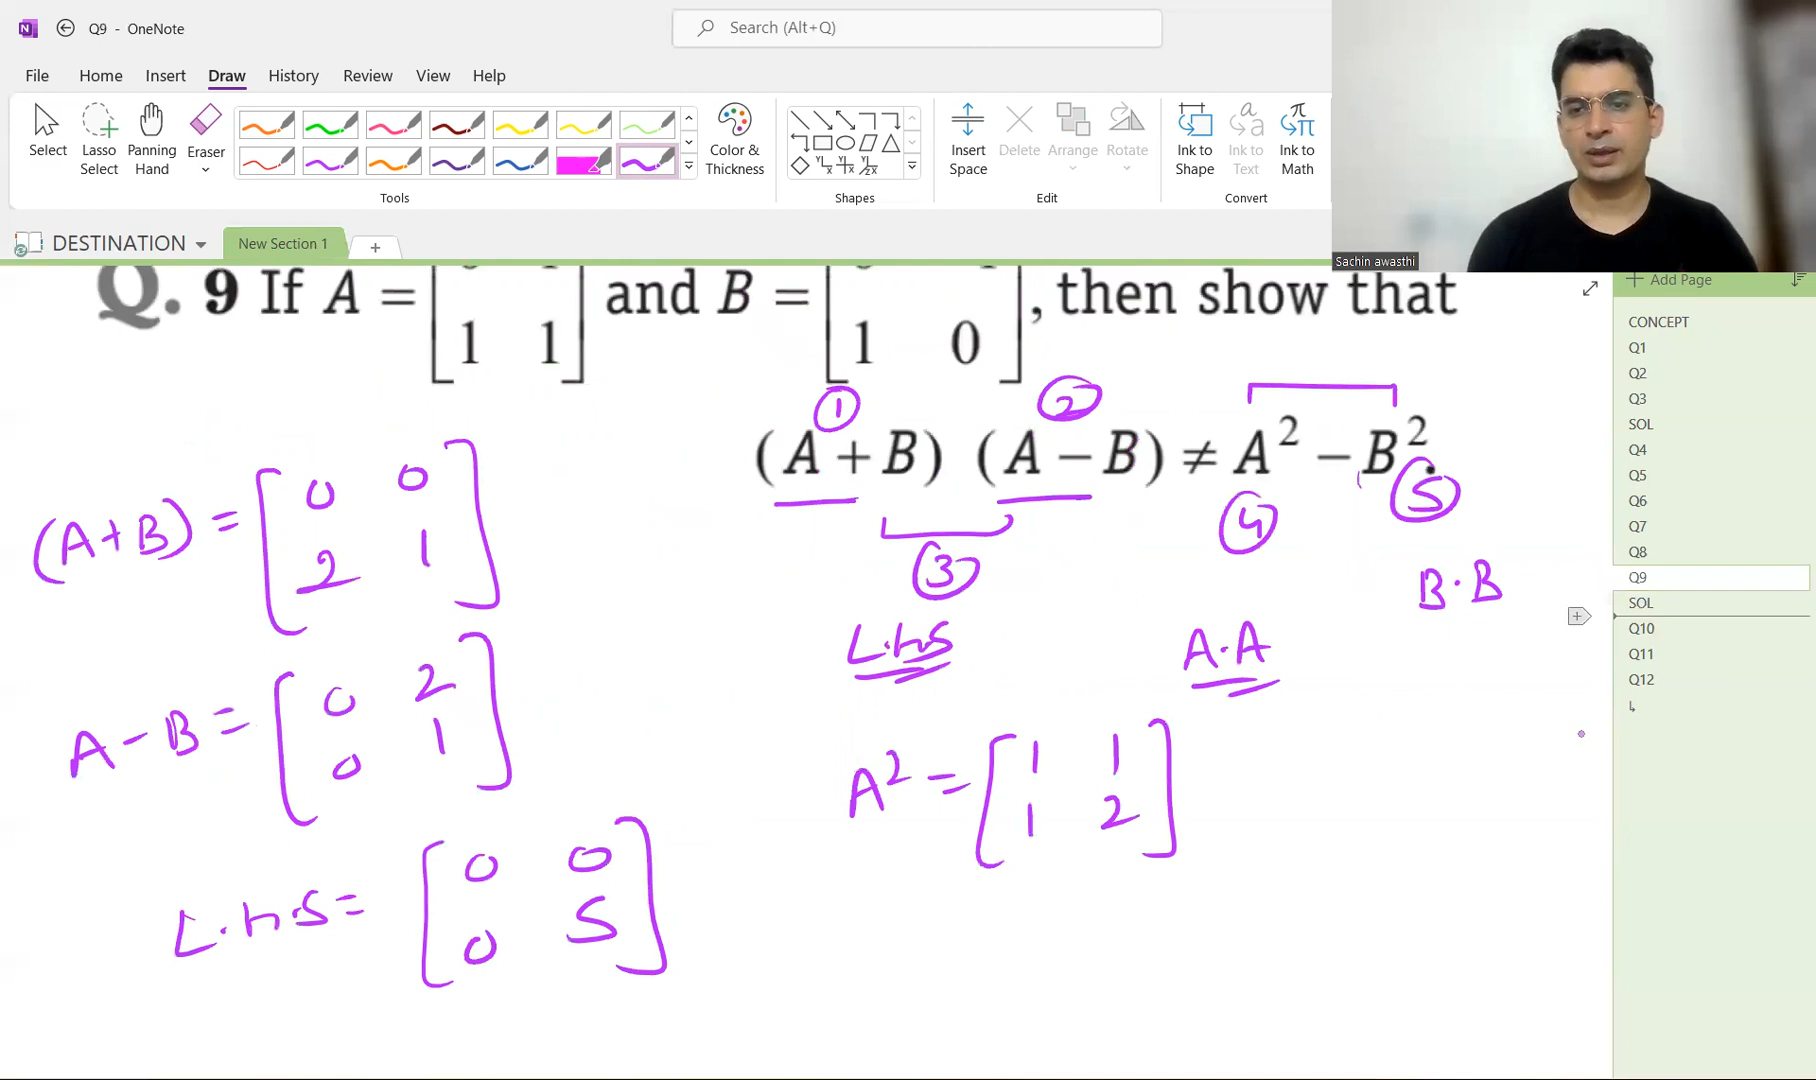 Q9 - OneNote
Search (Alt+Q)
File Home Insert Draw History Review View Help
Select
Lasso Select
Panning Hand
Eraser
Color & Thickness
Insert Space
Delete
Arrange
Rotate
Ink to Shape
Ink to Text
Ink to Math
Tools
Shapes
Edit
Convert
Sachin awasthi
DESTINATION
New Section 1
+
Add Page
CONCEPT
Q1
Q2
Q3
SOL
Q4
Q5
Q6
Q7
Q8
Q9
SOL
Q10
Q11
Q12
Q. 9 If A = [ 1 1 ] and B = [ 1 0 ], then show that
① ②
(A + B) (A − B) ≠ A² − B².
③ ④ ⑤
L.h.S A.A B.B
(A+B) = [ 0 0
2 1 ]
A-B = [ 0 2
0 1 ]
A² = [ 1 1
1 2 ]
L.h.S = [ 0 0
0 5 ]